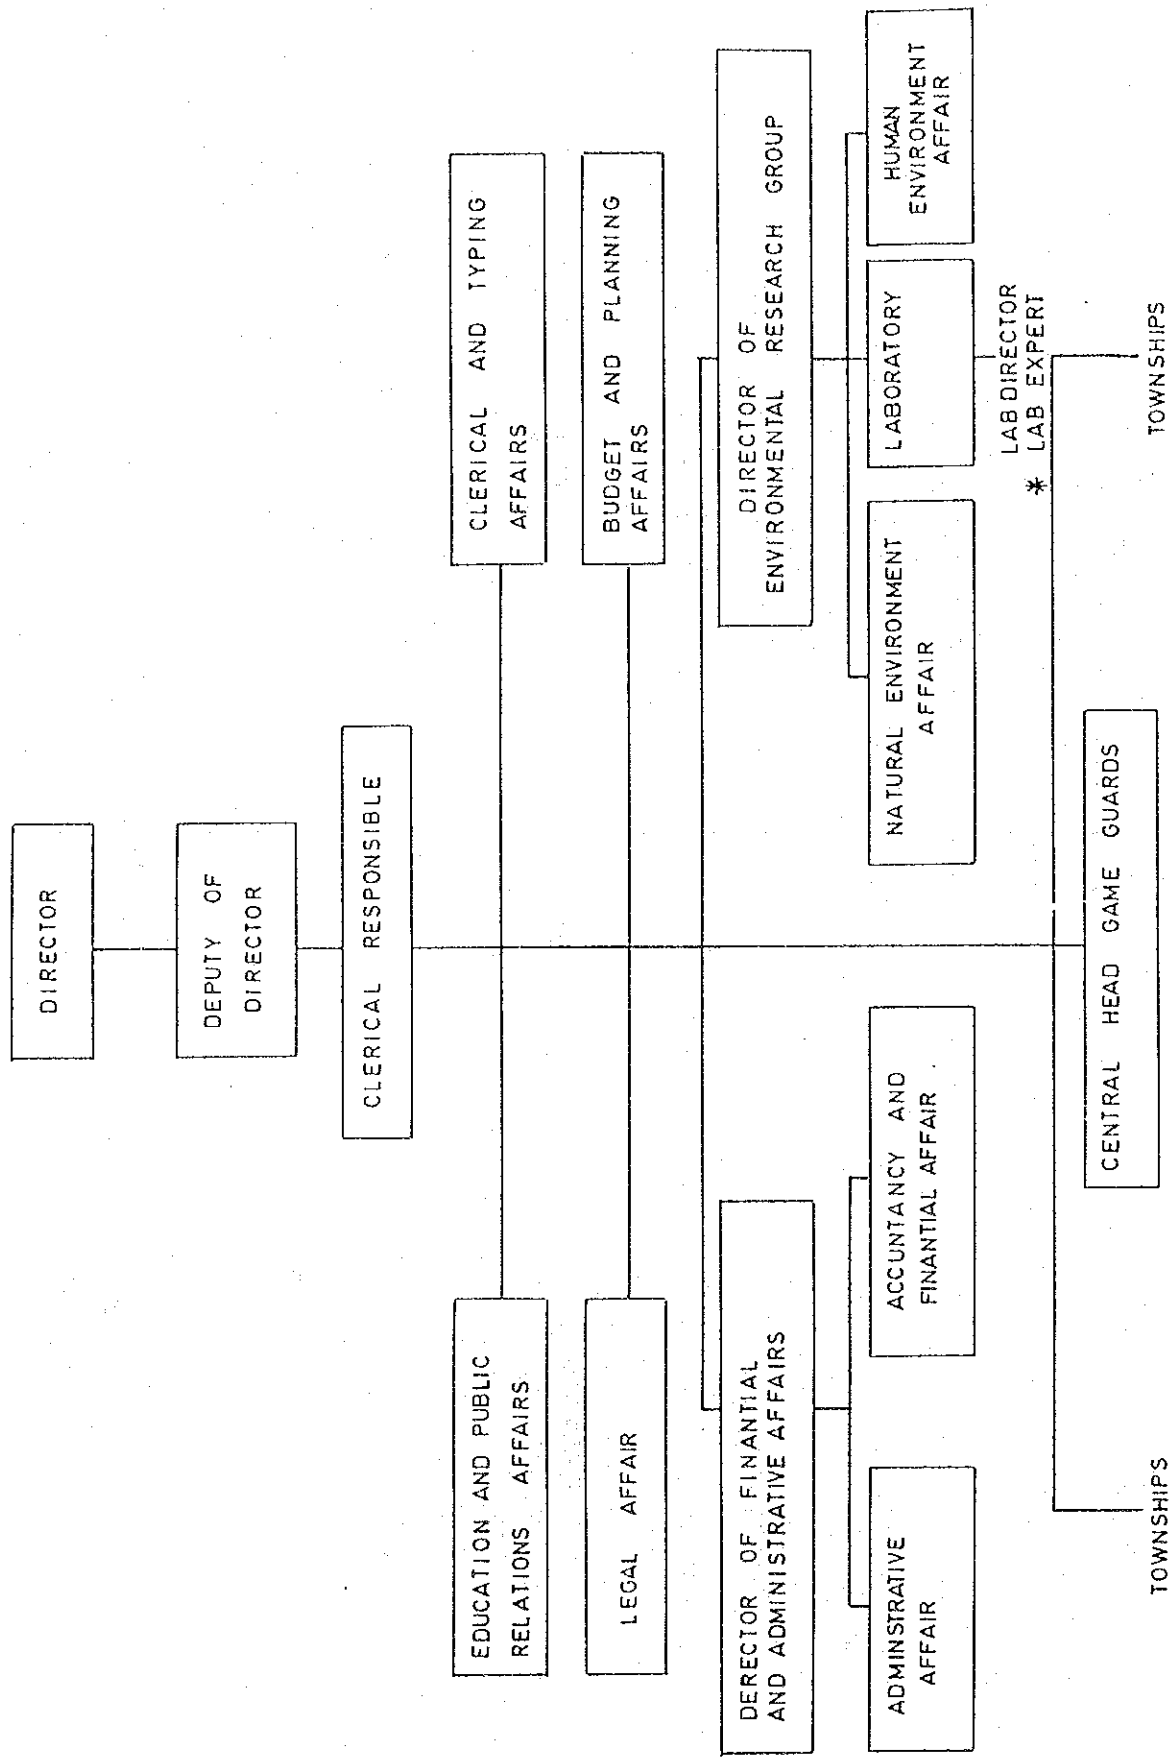 DIRECTOR
DEPUTY OF
DIRECTOR
CLERICAL RESPONSIBLE
EDUCATION AND PUBLIC
RELATIONS AFFAIRS
CLERICAL AND TYPING
AFFAIRS
LEGAL AFFAIR
BUDGET AND PLANNING
AFFAIRS
DERECTOR OF FINANTIAL
AND ADMINISTRATIVE AFFAIRS
DIRECTOR OF
ENVIRONMENTAL RESEARCH GROUP
ADMINSTRATIVE
AFFAIR
ACCUNTANCY AND
FINANTIAL AFFAIR
NATURAL ENVIRONMENT
AFFAIR
LABORATORY
HUMAN
ENVIRONMENT
AFFAIR
LAB DIRECTOR
* LAB EXPERT
TOWNSHIPS
CENTRAL HEAD GAME GUARDS
TOWNSHIPS